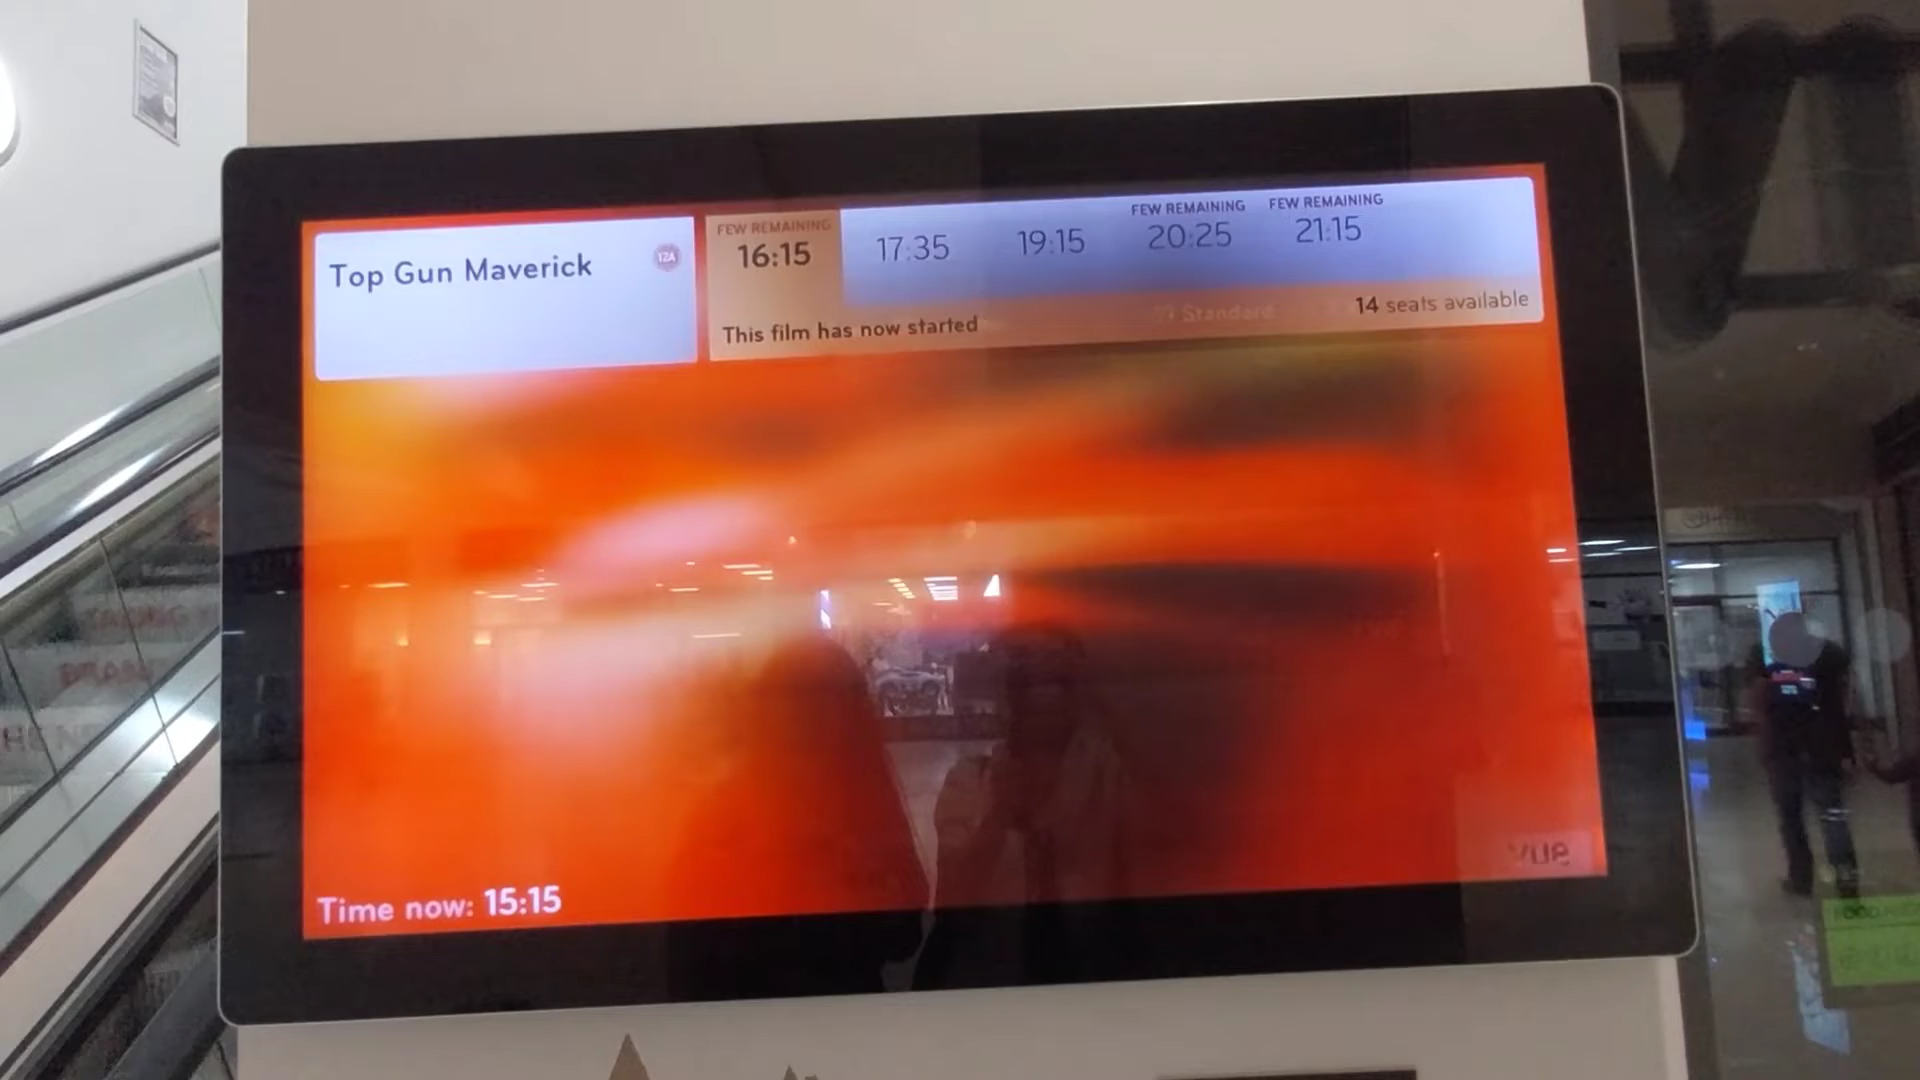 Top Gun Maverick
12A
FEW REMAINING
16:15
17:35
19:15
FEW REMAINING
20:25
FEW REMAINING
21:15
This film has now started
Standard
14 seats available
Time now: 15:15
vue